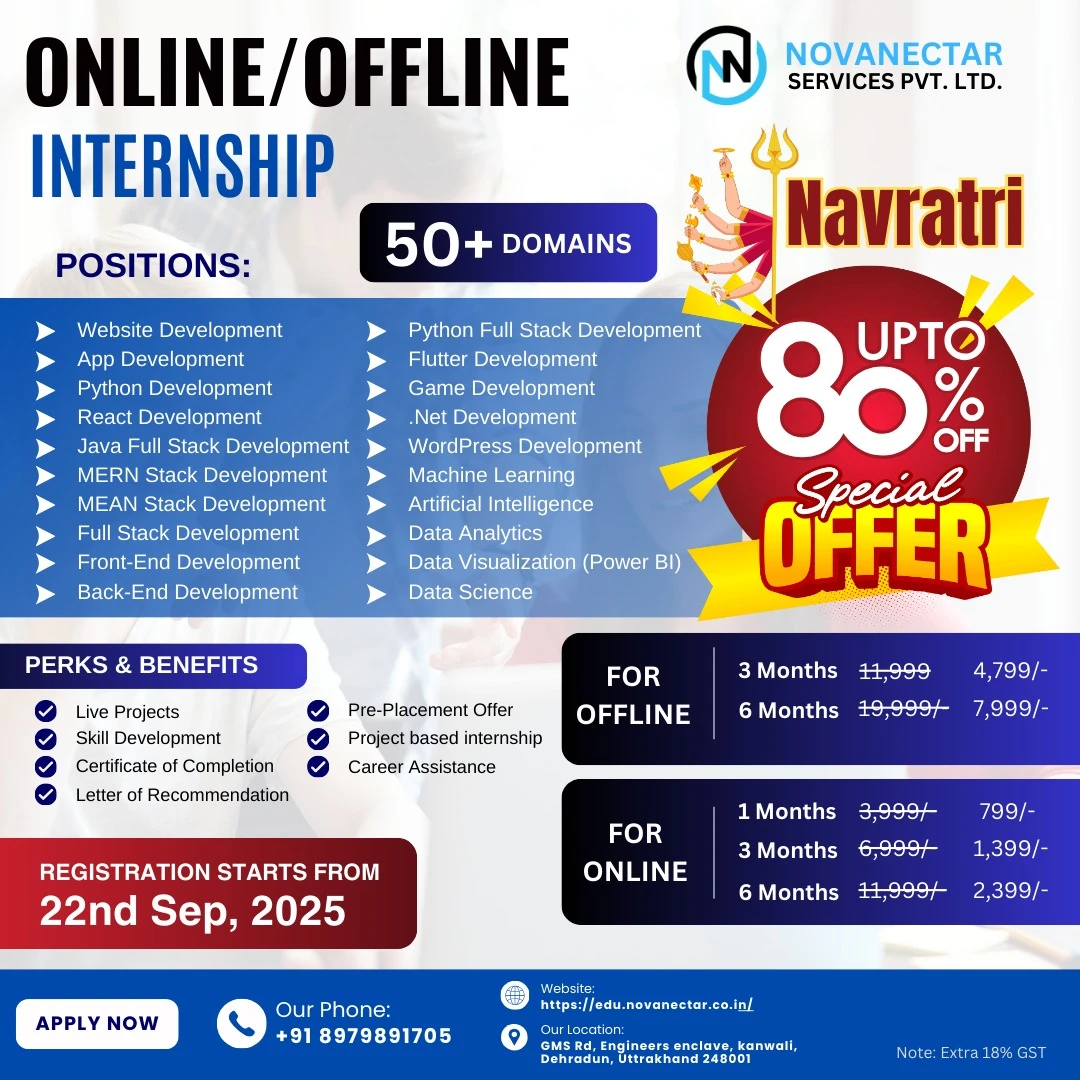 ONLINE/OFFLINE
INTERNSHIP
NOVANECTAR
SERVICES PVT. LTD.
Navratri
50+ DOMAINS
POSITIONS:
Website Development
App Development
Python Development
React Development
Java Full Stack Development
MERN Stack Development
MEAN Stack Development
Full Stack Development
Front-End Development
Back-End Development
Python Full Stack Development
Flutter Development
Game Development
.Net Development
WordPress Development
Machine Learning
Artificial Intelligence
Data Analytics
Data Visualization (Power BI)
Data Science
UPTO
80%
OFF
Special
OFFER
PERKS & BENEFITS
Live Projects
Skill Development
Certificate of Completion
Letter of Recommendation
Pre-Placement Offer
Project based internship
Career Assistance
FOR
OFFLINE
3 Months 11,999 4,799/-
6 Months 19,999/- 7,999/-
FOR
ONLINE
1 Months 3,999/- 799/-
3 Months 6,999/- 1,399/-
6 Months 11,999/- 2,399/-
REGISTRATION STARTS FROM
22nd Sep, 2025
APPLY NOW
Our Phone:
+91 8979891705
Website:
https://edu.novanectar.co.in/
Our Location:
GMS Rd, Engineers enclave, kanwali,
Dehradun, Uttrakhand 248001
Note: Extra 18% GST